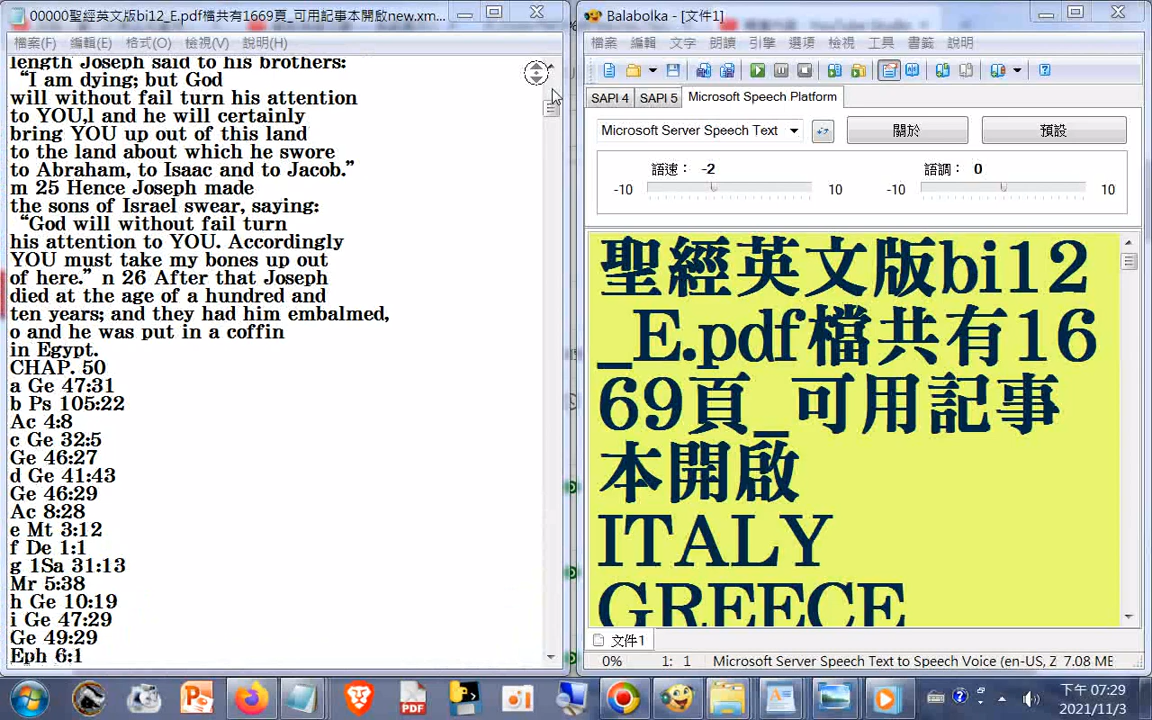 00000聖經英文版bi12_E.pdf檔共有1669頁_可用記事本開啟new.xm...
檔案(F) 編輯(E) 格式(O) 檢視(V) 說明(H)
length Joseph said to his brothers:
“I am dying; but God
will without fail turn his attention
to YOU,l and he will certainly
bring YOU up out of this land
to the land about which he swore
to Abraham, to Isaac and to Jacob.”
m 25 Hence Joseph made
the sons of Israel swear, saying:
“God will without fail turn
his attention to YOU. Accordingly
YOU must take my bones up out
of here.” n 26 After that Joseph
died at the age of a hundred and
ten years; and they had him embalmed,
o and he was put in a coffin
in Egypt.
CHAP. 50
a Ge 47:31
b Ps 105:22
Ac 4:8
c Ge 32:5
Ge 46:27
d Ge 41:43
Ge 46:29
Ac 8:28
e Mt 3:12
f De 1:1
g 1Sa 31:13
Mr 5:38
h Ge 10:19
i Ge 47:29
Ge 49:29
Eph 6:1
Balabolka - [文件1]
檔案 編輯 文字 朗讀 引擎 選項 檢視 工具 書籤 說明
SAPI 4 SAPI 5 Microsoft Speech Platform
Microsoft Server Speech Text 關於 預設
語速: -2 語調: 0
-10 10 -10 10
聖經英文版bi12
_E.pdf檔共有16
69頁_可用記事
本開啟
ITALY
GREECE
文件1
0% 1: 1 Microsoft Server Speech Text to Speech Voice (en-US, Z 7.08 ME
PDF
下午 07:29
2021/11/3